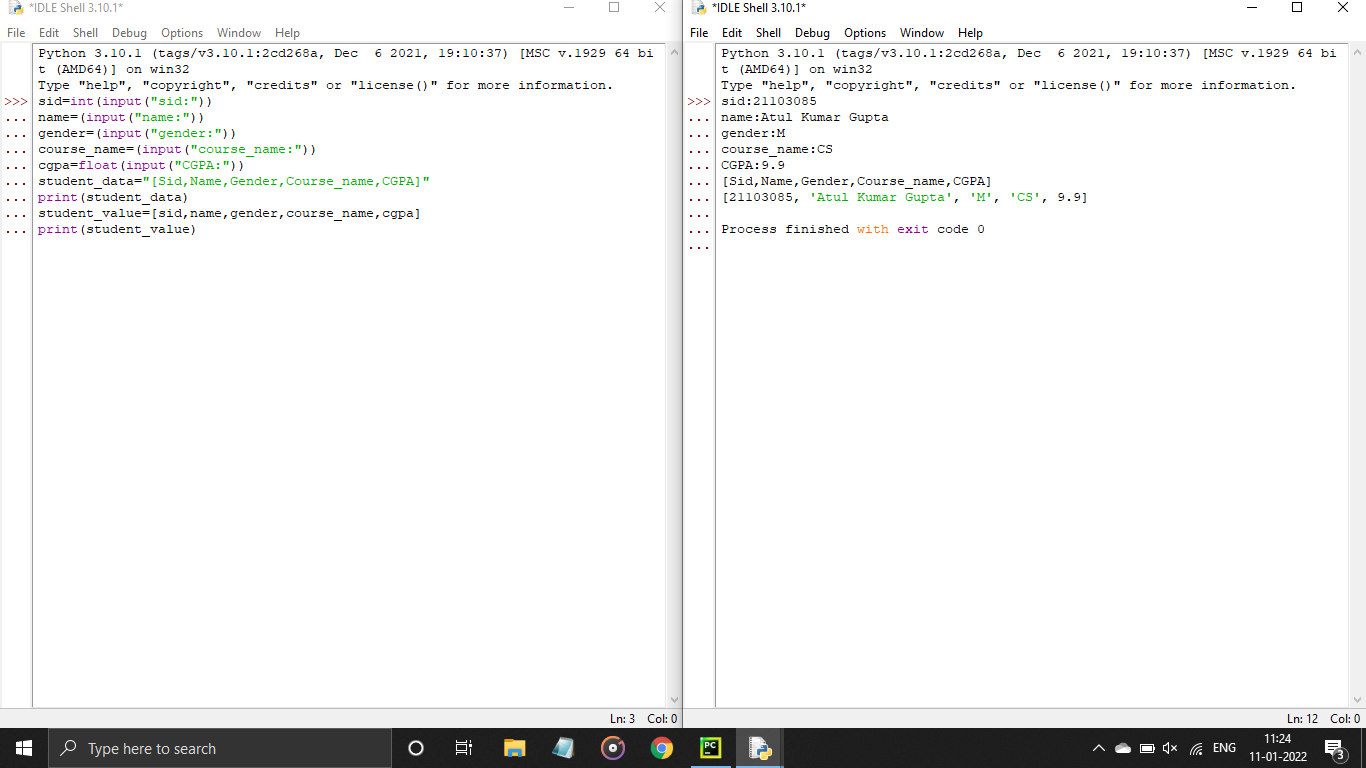 *IDLE Shell 3.10.1*
File Edit Shell Debug Options Window Help
Python 3.10.1 (tags/v3.10.1:2cd268a, Dec  6 2021, 19:10:37) [MSC v.1929 64 bi
t (AMD64)] on win32
Type "help", "copyright", "credits" or "license()" for more information.
>>> sid=int(input("sid:"))
... name=(input("name:"))
... gender=(input("gender:"))
... course_name=(input("course_name:"))
... cgpa=float(input("CGPA:"))
... student_data="[Sid,Name,Gender,Course_name,CGPA]"
... print(student_data)
... student_value=[sid,name,gender,course_name,cgpa]
... print(student_value)
Ln: 3 Col: 0
*IDLE Shell 3.10.1*
File Edit Shell Debug Options Window Help
Python 3.10.1 (tags/v3.10.1:2cd268a, Dec  6 2021, 19:10:37) [MSC v.1929 64 bi
t (AMD64)] on win32
Type "help", "copyright", "credits" or "license()" for more information.
>>> sid:21103085
... name:Atul Kumar Gupta
... gender:M
... course_name:CS
... CGPA:9.9
... [Sid,Name,Gender,Course_name,CGPA]
... [21103085, 'Atul Kumar Gupta', 'M', 'CS', 9.9]
...
... Process finished with exit code 0
...
Ln: 12 Col: 0
Type here to search
PC
ENG
11:24
11-01-2022
3